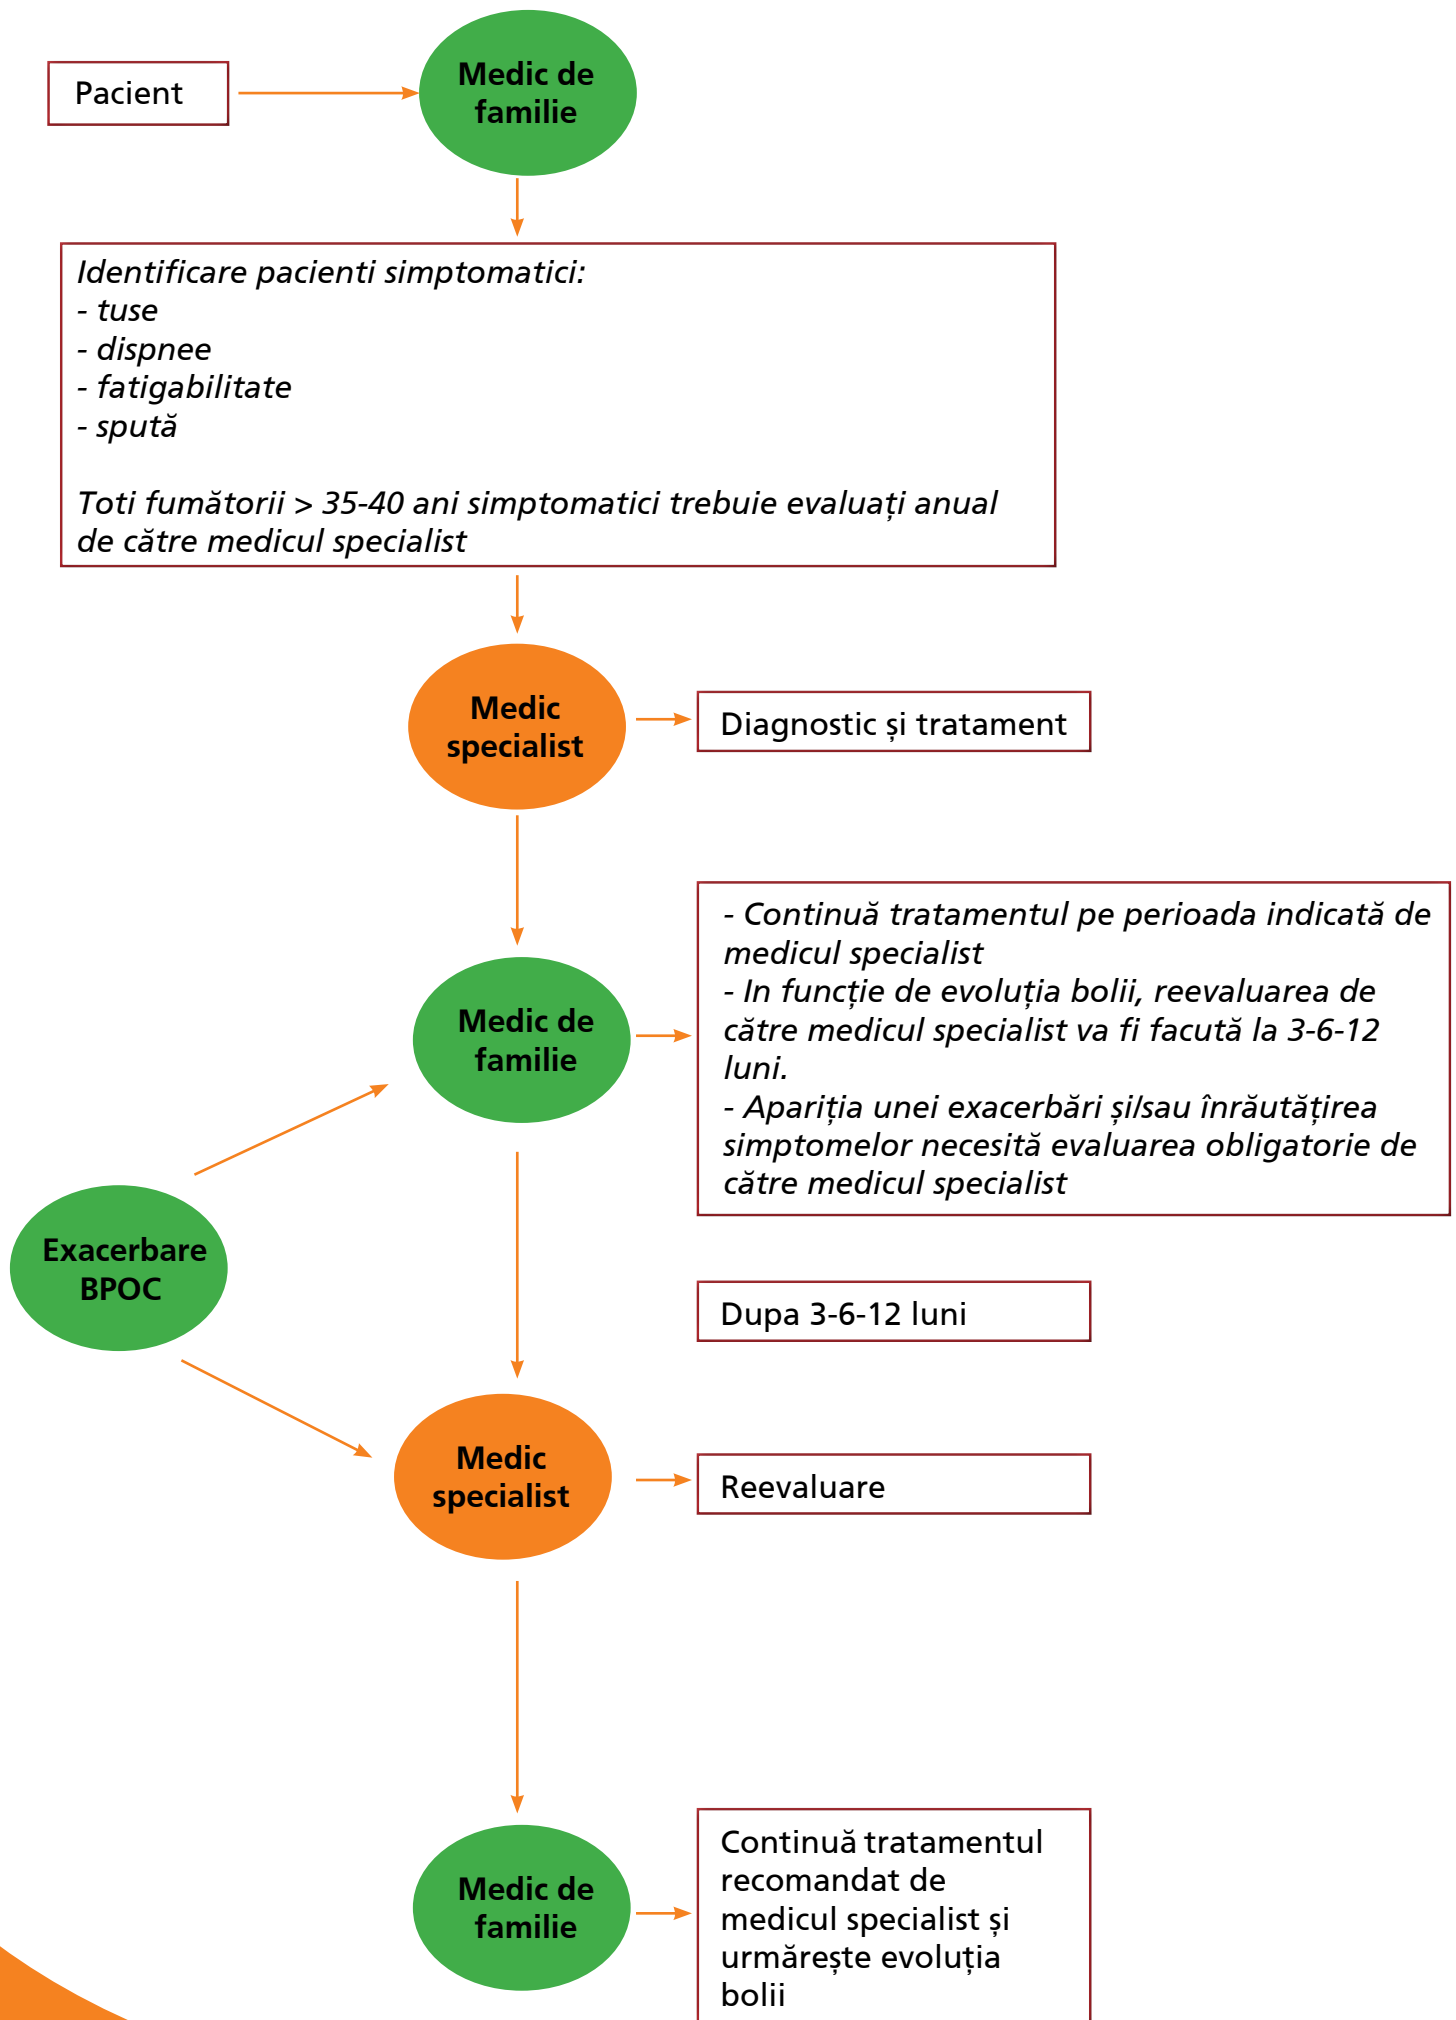 Pacient
Medic de
familie
Identificare pacienti simptomatici:
- tuse
- dispnee
- fatigabilitate
- spută
Toti fumătorii > 35-40 ani simptomatici trebuie evaluați anual
de către medicul specialist
Medic
specialist
Diagnostic și tratament
Medic de
familie
- Continuă tratamentul pe perioada indicată de
medicul specialist
- In funcție de evoluția bolii, reevaluarea de
către medicul specialist va fi facută la 3-6-12
luni.
- Apariția unei exacerbări și/sau înrăutățirea
simptomelor necesită evaluarea obligatorie de
către medicul specialist
Exacerbare
BPOC
Dupa 3-6-12 luni
Medic
specialist
Reevaluare
Medic de
familie
Continuă tratamentul
recomandat de
medicul specialist și
urmărește evoluția
bolii